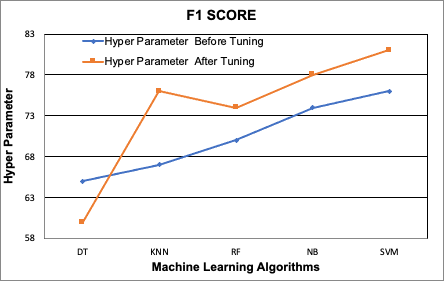 F1 SCORE
Hyper Parameter Before Tuning
Hyper Parameter After Tuning
83
78
73
68
63
58
Hyper Parameter
DT KNN RF NB SVM
Machine Learning Algorithms